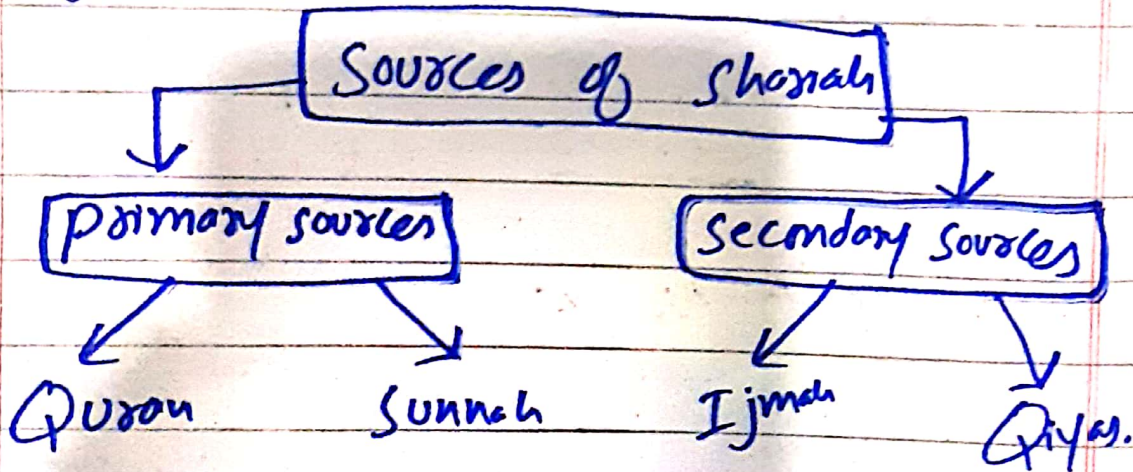 Sources of Shariah
Primary sources
Secondary Sources
Quran
Sunnah
Ijmah
Qiyas.